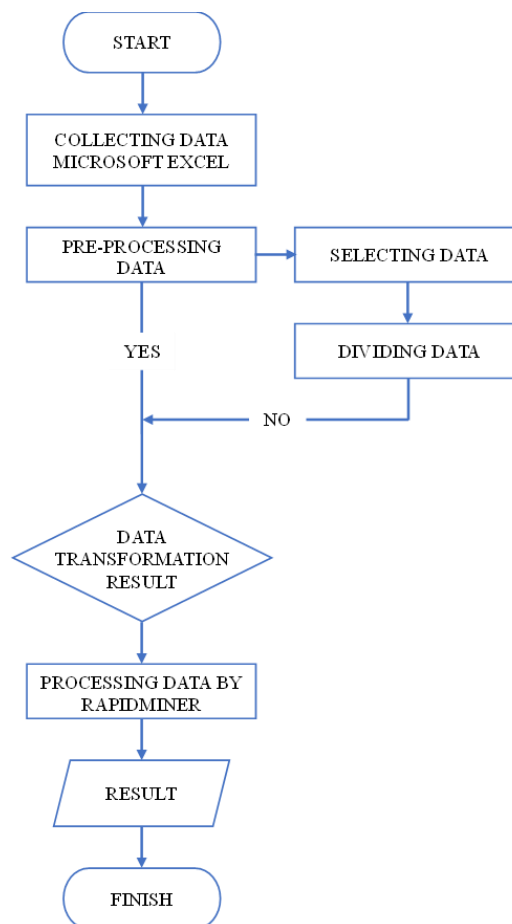 START
COLLECTING DATA
MICROSOFT EXCEL
PRE-PROCESSING
DATA
SELECTING DATA
YES
DIVIDING DATA
NO
DATA
TRANSFORMATION
RESULT
PROCESSING DATA BY
RAPIDMINER
RESULT
FINISH